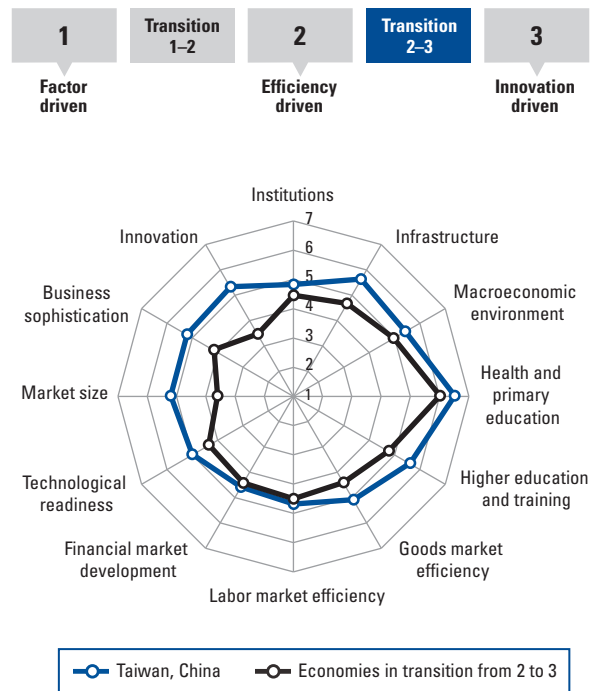 1
Transition
1–2
2
Transition
2–3
3
Factor
driven
Efficiency
driven
Innovation
driven
Institutions
7
Innovation
Infrastructure
6
5
Business
sophistication
Macroeconomic
environment
4
3
2
Market size
1
Health and
primary
education
Technological
readiness
Higher education
and training
Financial market
development
Goods market
efficiency
Labor market efficiency
Taiwan, China
Economies in transition from 2 to 3